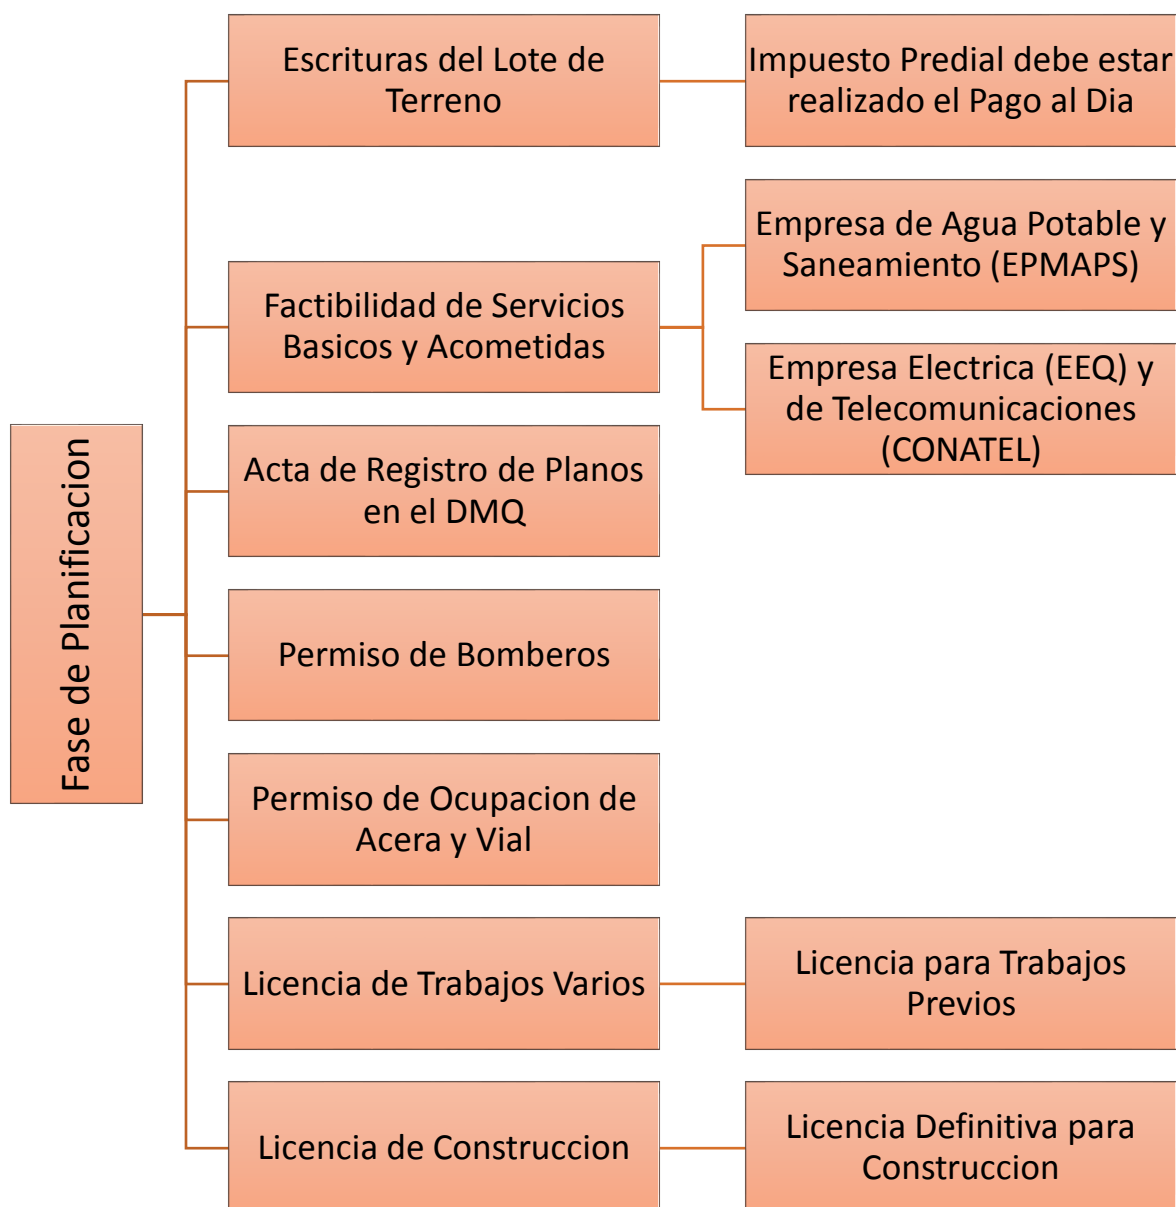 Fase de Planificacion
Escrituras del Lote de
Terreno
Impuesto Predial debe estar
realizado el Pago al Dia
Factibilidad de Servicios
Basicos y Acometidas
Empresa de Agua Potable y
Saneamiento (EPMAPS)
Empresa Electrica (EEQ) y
de Telecomunicaciones
(CONATEL)
Acta de Registro de Planos
en el DMQ
Permiso de Bomberos
Permiso de Ocupacion de
Acera y Vial
Licencia de Trabajos Varios
Licencia para Trabajos
Previos
Licencia de Construccion
Licencia Definitiva para
Construccion